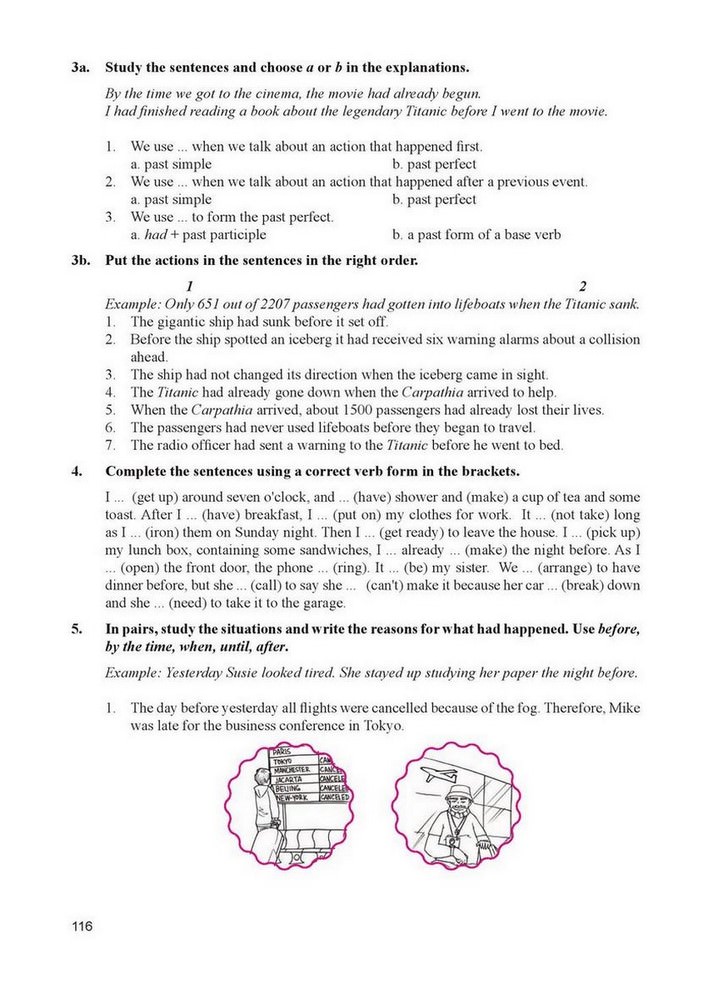 3a. Study the sentences and choose a or b in the explanations.
By the time we got to the cinema, the movie had already begun.
I had finished reading a book about the legendary Titanic before I went to the movie.
1. We use ... when we talk about an action that happened first.
a. past simple b. past perfect
2. We use ... when we talk about an action that happened after a previous event.
a. past simple b. past perfect
3. We use ... to form the past perfect.
a. had + past participle b. a past form of a base verb
3b. Put the actions in the sentences in the right order.
1 2
Example: Only 651 out of 2207 passengers had gotten into lifeboats when the Titanic sank.
1. The gigantic ship had sunk before it set off.
2. Before the ship spotted an iceberg it had received six warning alarms about a collision
ahead.
3. The ship had not changed its direction when the iceberg came in sight.
4. The Titanic had already gone down when the Carpathia arrived to help.
5. When the Carpathia arrived, about 1500 passengers had already lost their lives.
6. The passengers had never used lifeboats before they began to travel.
7. The radio officer had sent a warning to the Titanic before he went to bed.
4. Complete the sentences using a correct verb form in the brackets.
I ... (get up) around seven o'clock, and ... (have) shower and (make) a cup of tea and some
toast. After I ... (have) breakfast, I ... (put on) my clothes for work. It ... (not take) long
as I ... (iron) them on Sunday night. Then I ... (get ready) to leave the house. I ... (pick up)
my lunch box, containing some sandwiches, I ... already ... (make) the night before. As I
... (open) the front door, the phone ... (ring). It ... (be) my sister. We ... (arrange) to have
dinner before, but she ... (call) to say she ... (can't) make it because her car ... (break) down
and she ... (need) to take it to the garage.
5. In pairs, study the situations and write the reasons for what had happened. Use before,
by the time, when, until, after.
Example: Yesterday Susie looked tired. She stayed up studying her paper the night before.
1. The day before yesterday all flights were cancelled because of the fog. Therefore, Mike
was late for the business conference in Tokyo.
PARIS
TOKYO CAN
MANCHESTER CANCE
JACARTA CANCELE
BEIJING CANCELE
NEW-YORK CANCELED
116